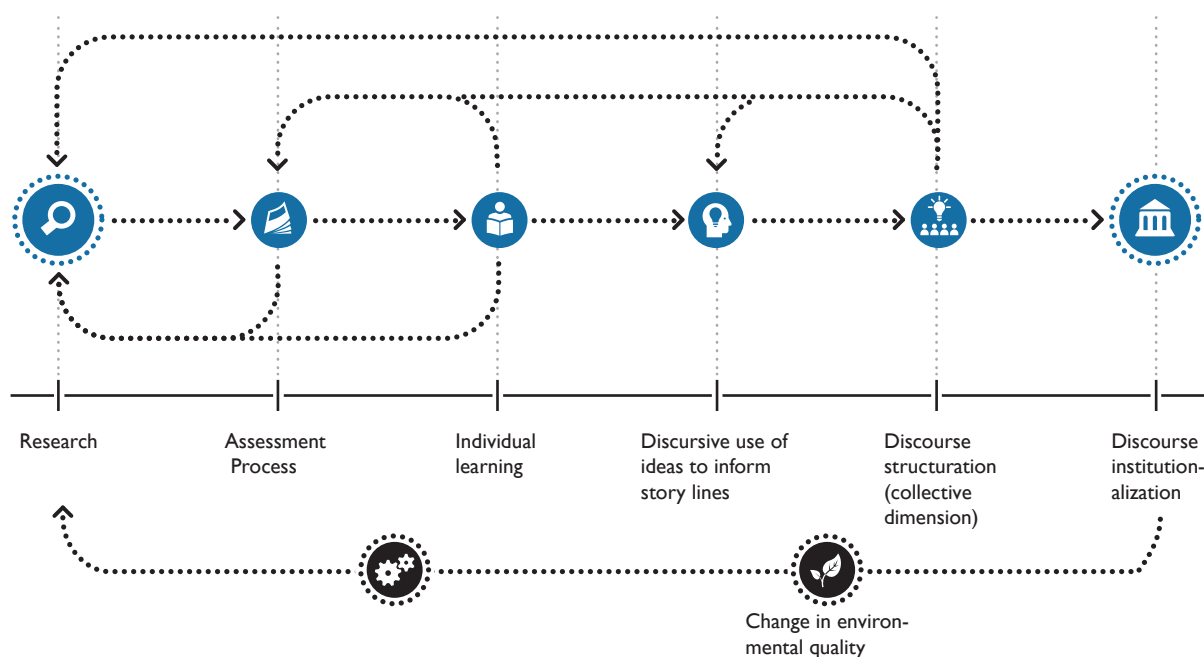 Research
Assessment
Process
Individual
learning
Discursive use of
ideas to inform
story lines
Discourse
structuration
(collective
dimension)
Discourse
institution-
alization
Change in environ-
mental quality